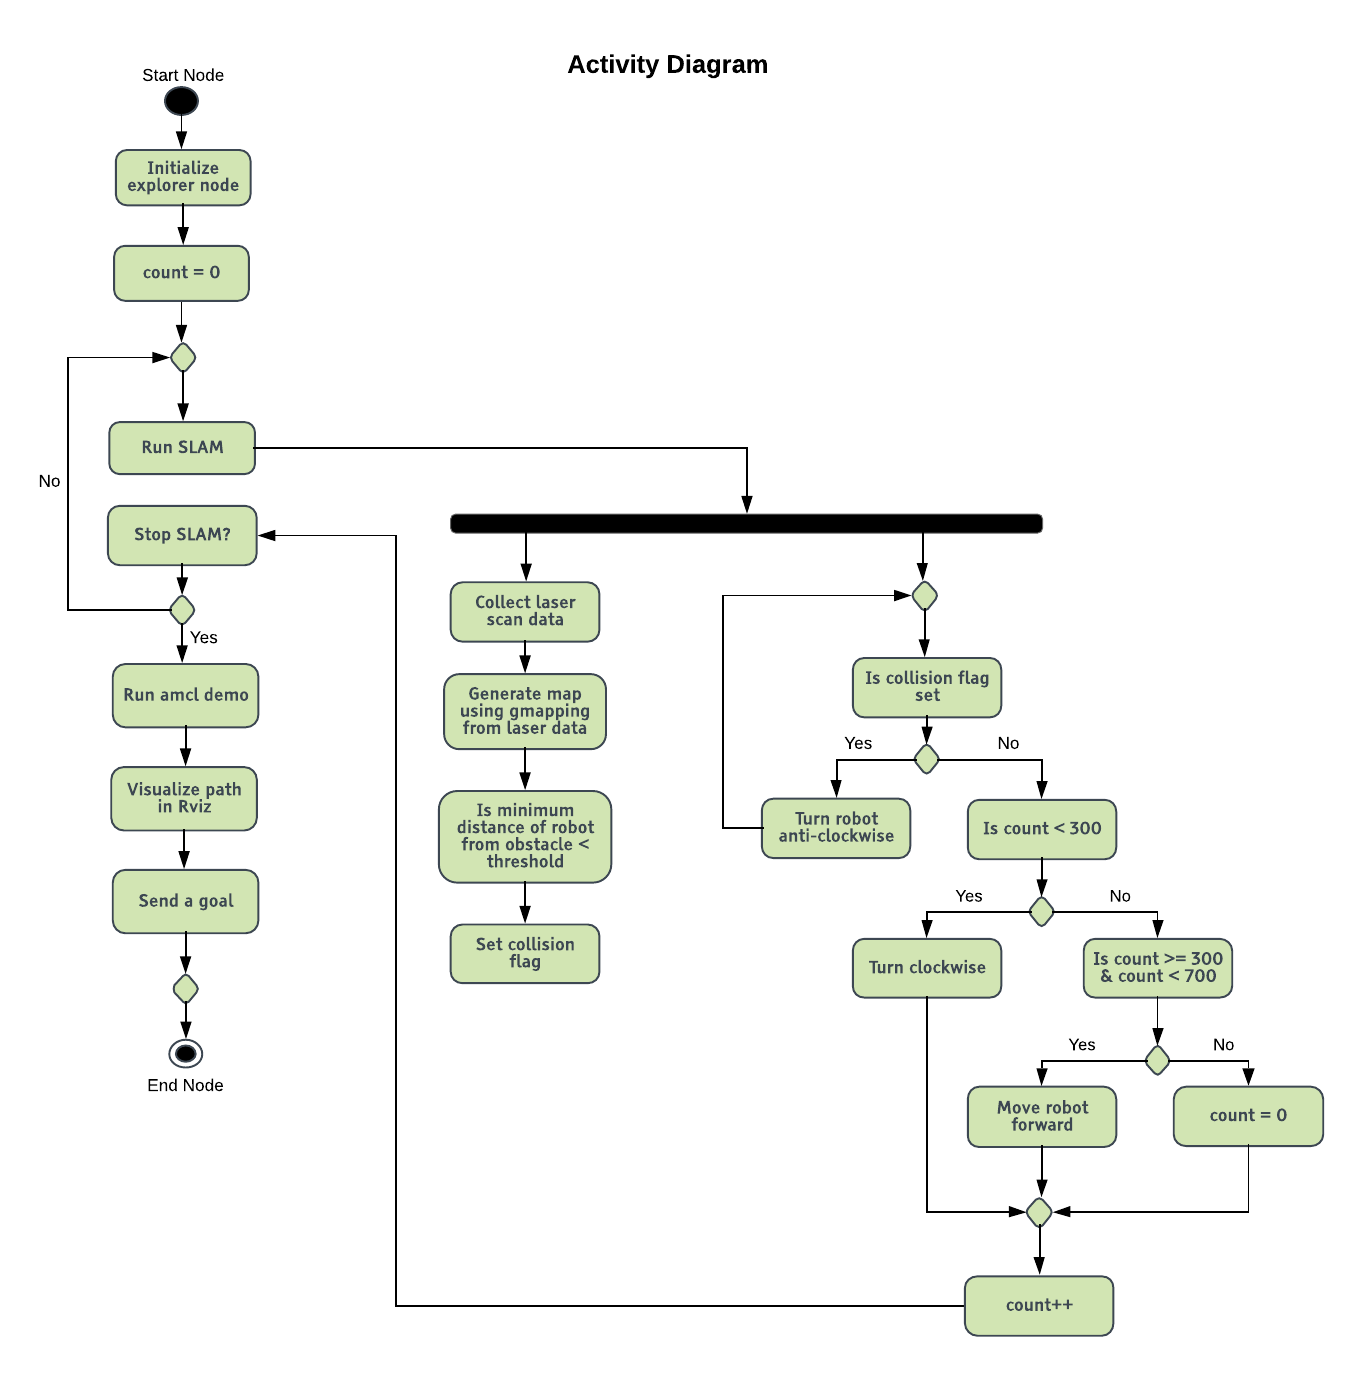 Activity Diagram
Start Node
Initialize
explorer node
count = 0
Run SLAM
No
Stop SLAM?
Yes
Run amcl demo
Visualize path
in Rviz
Send a goal
End Node
Collect laser
scan data
Generate map
using gmapping
from laser data
Is minimum
distance of robot
from obstacle <
threshold
Set collision
flag
Is collision flag
set
Yes
No
Turn robot
anti-clockwise
Is count < 300
Yes
No
Turn clockwise
Is count >= 300
& count < 700
Yes
No
Move robot
forward
count = 0
count++